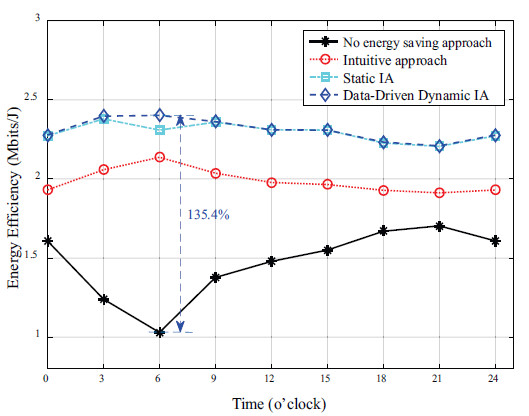 No energy saving approach
Intuitive approach
Static IA
Data-Driven Dynamic IA
Energy Efficiency (Mbits/J)
3
2.5
2
1.5
1
135.4%
0 3 6 9 12 15 18 21 24
Time (o'clock)